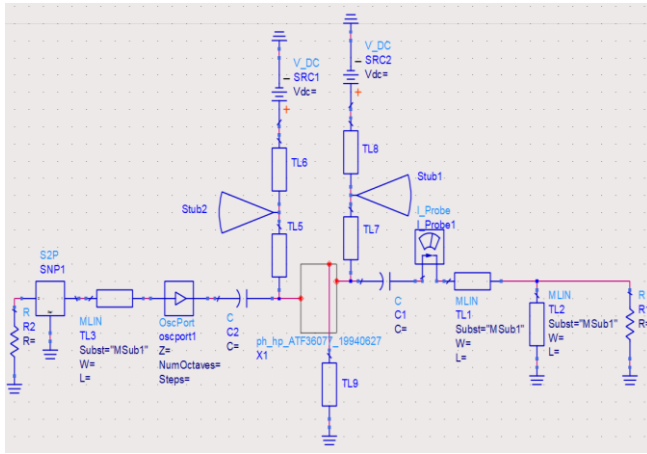 V_DC
SRC1
Vdc=
V_DC
SRC2
Vdc=
+
+
TL6
TL8
Stub2
Stub1
TL5
TL7
I_Probe
I_Probe1
S2P
SNP1
R
R2
R=
MLIN
TL3
Subst="MSub1"
W=
L=
OscPort
oscport1
Z=
NumOctaves=
Steps=
C
C2
C=
ph_hp_ATF36077_19940627
X1
TL9
C
C1
C=
MLIN
TL1
Subst="MSub1"
W=
L=
MLIN
TL2
Subst="MSub1"
W=
L=
R
R=